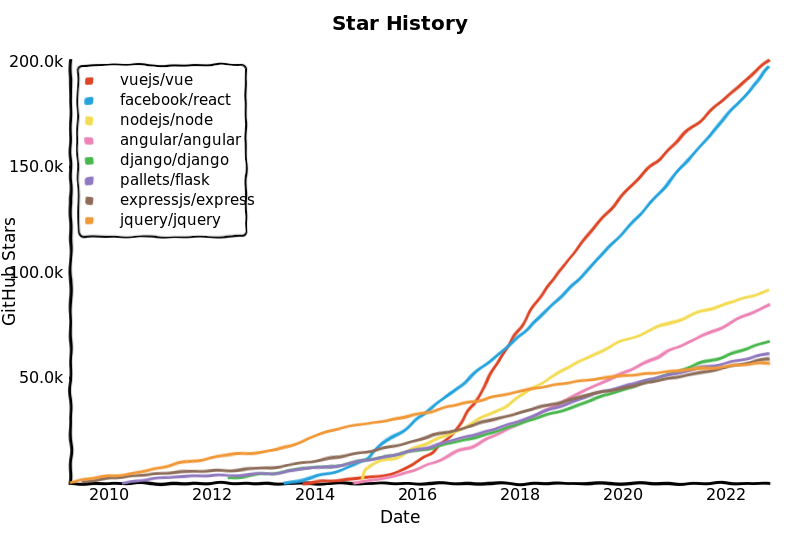 Star History
200.0k
150.0k
100.0k
50.0k
GitHub Stars
vuejs/vue
facebook/react
nodejs/node
angular/angular
django/django
pallets/flask
expressjs/express
jquery/jquery
2010 2012 2014 2016 2018 2020 2022
Date